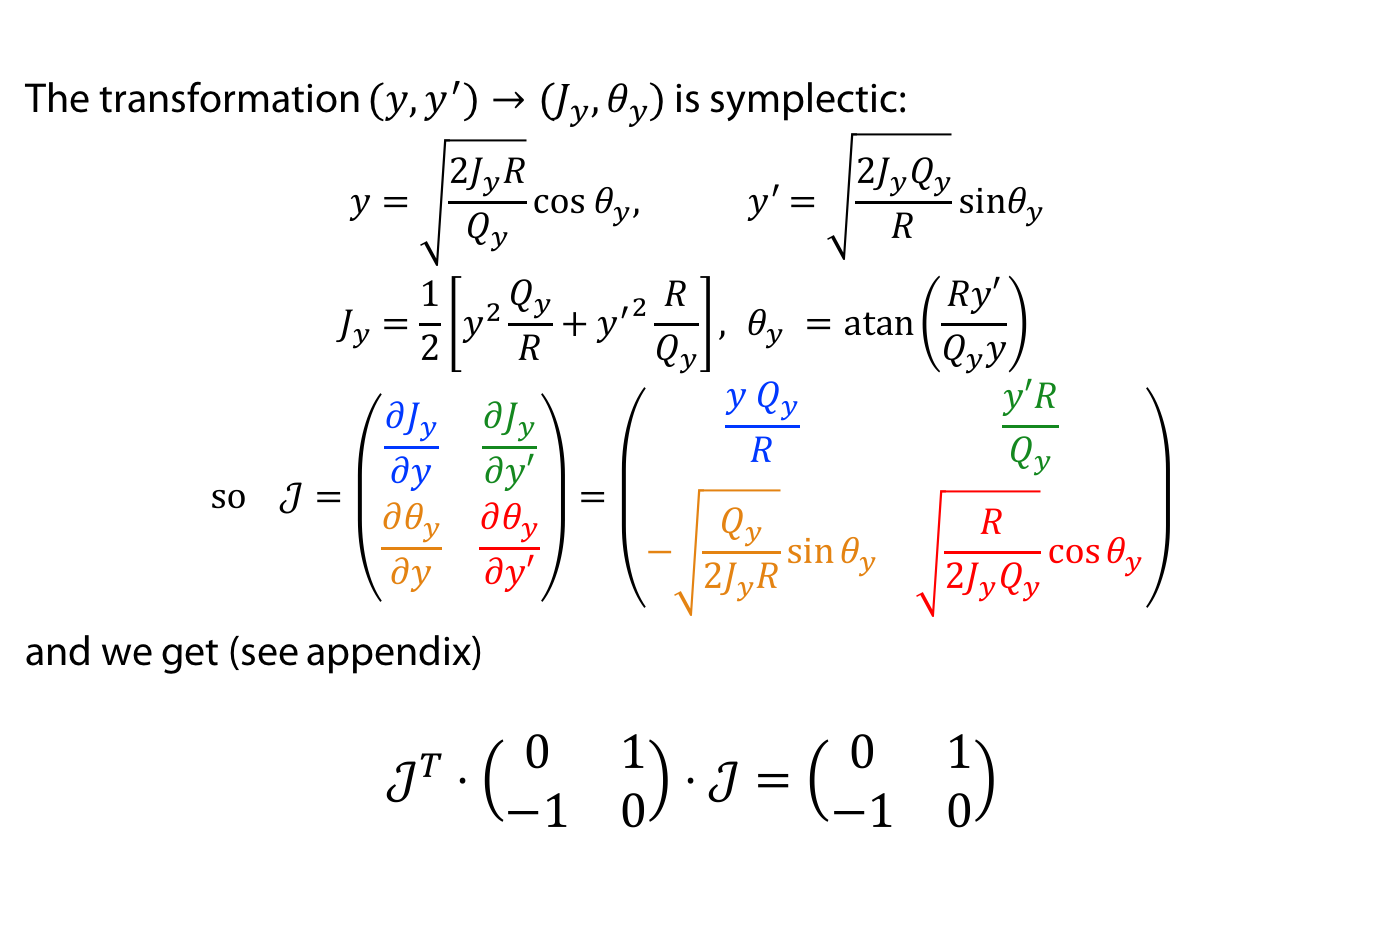 The transformation (y, y′) → (J_y, θ_y) is symplectic:
y = √(2J_yR / Q_y) cos θ_y,   y′ = √(2J_yQ_y / R) sinθ_y
J_y = 1/2 [y² Q_y/R + y′² R/Q_y],  θ_y = atan(Ry′ / Q_yy)
so 𝒥 = (∂J_y/∂y  ∂J_y/∂y′; ∂θ_y/∂y  ∂θ_y/∂y′) = (y Q_y/R  y′R/Q_y; −√(Q_y / 2J_yR) sin θ_y  √(R / 2J_yQ_y) cos θ_y)
and we get (see appendix)
𝒥^T · (0 1; −1 0) · 𝒥 = (0 1; −1 0)